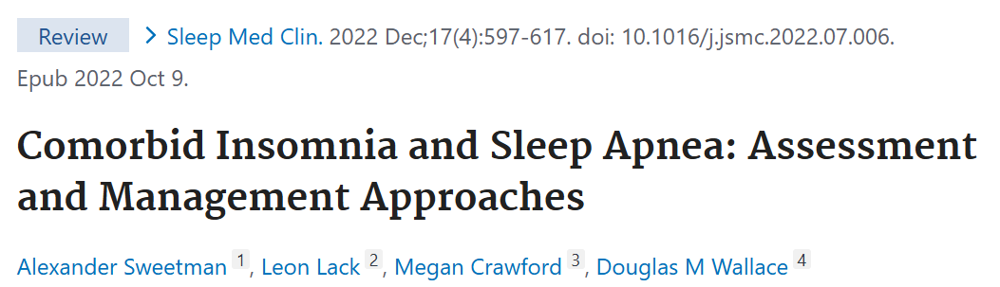 Review > Sleep Med Clin. 2022 Dec;17(4):597-617. doi: 10.1016/j.jsmc.2022.07.006.
Epub 2022 Oct 9.
Comorbid Insomnia and Sleep Apnea: Assessment
and Management Approaches
Alexander Sweetman 1, Leon Lack 2, Megan Crawford 3, Douglas M Wallace 4